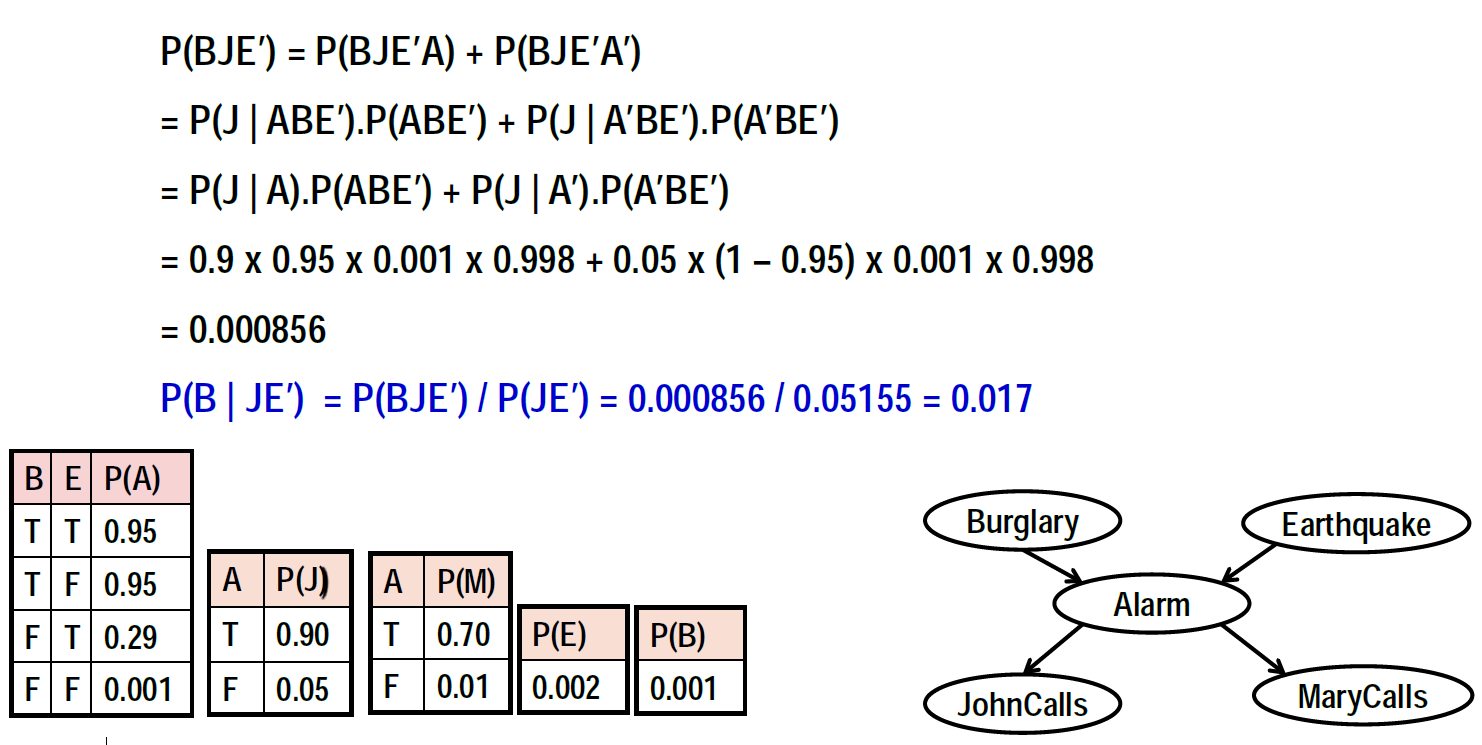 P(BJE′) = P(BJE′A) + P(BJE′A′)
= P(J | ABE′).P(ABE′) + P(J | A′BE′).P(A′BE′)
= P(J | A).P(ABE′) + P(J | A′).P(A′BE′)
= 0.9 x 0.95 x 0.001 x 0.998 + 0.05 x (1 – 0.95) x 0.001 x 0.998
= 0.000856
P(B | JE′) = P(BJE′) / P(JE′) = 0.000856 / 0.05155 = 0.017
B E P(A)
T T 0.95
T F 0.95
F T 0.29
F F 0.001
A P(J)
T 0.90
F 0.05
A P(M)
T 0.70
F 0.01
P(E)
0.002
P(B)
0.001
Burglary
Earthquake
Alarm
JohnCalls
MaryCalls